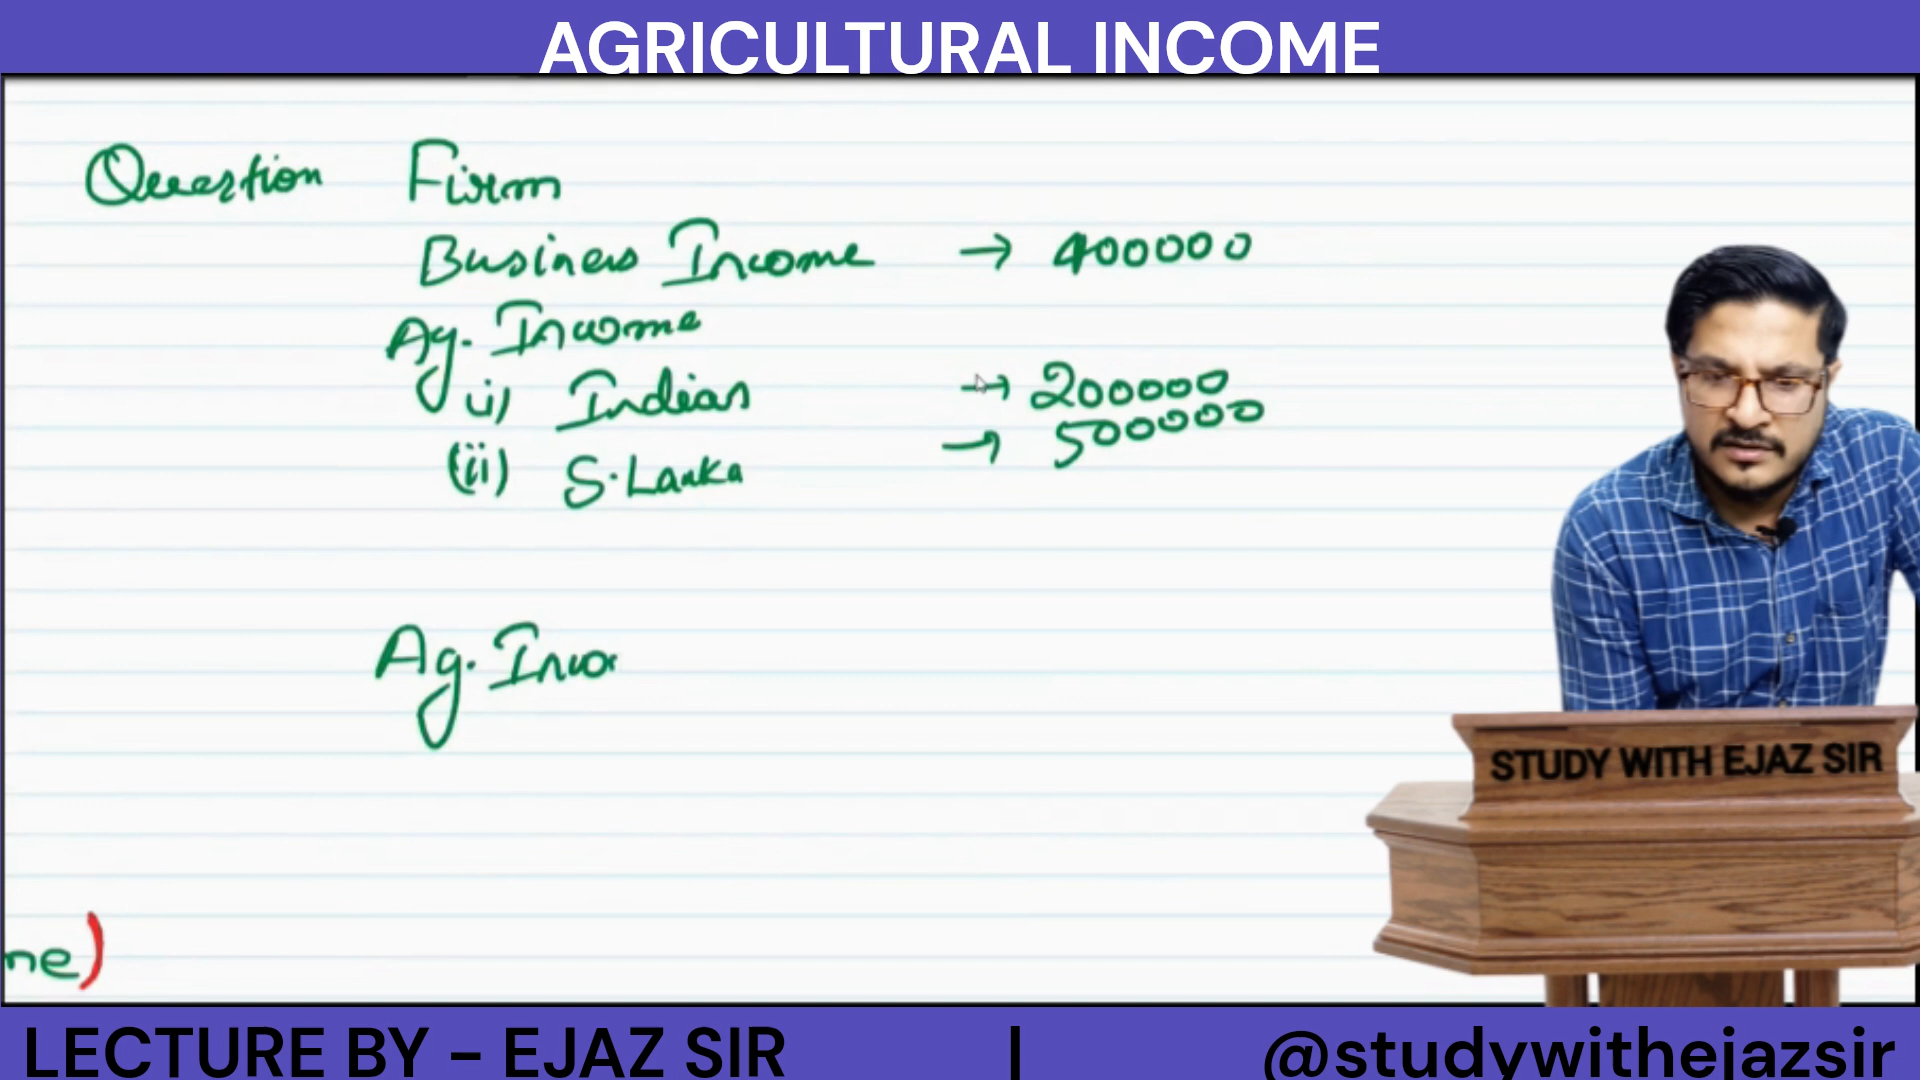 AGRICULTURAL INCOME
Question Firm
Business Income → 400000
Ag. Income
(i) Indian → 200000
(ii) S. Lanka → 500000
Ag. Inco
me)
STUDY WITH EJAZ SIR
LECTURE BY - EJAZ SIR | @studywithejazsir